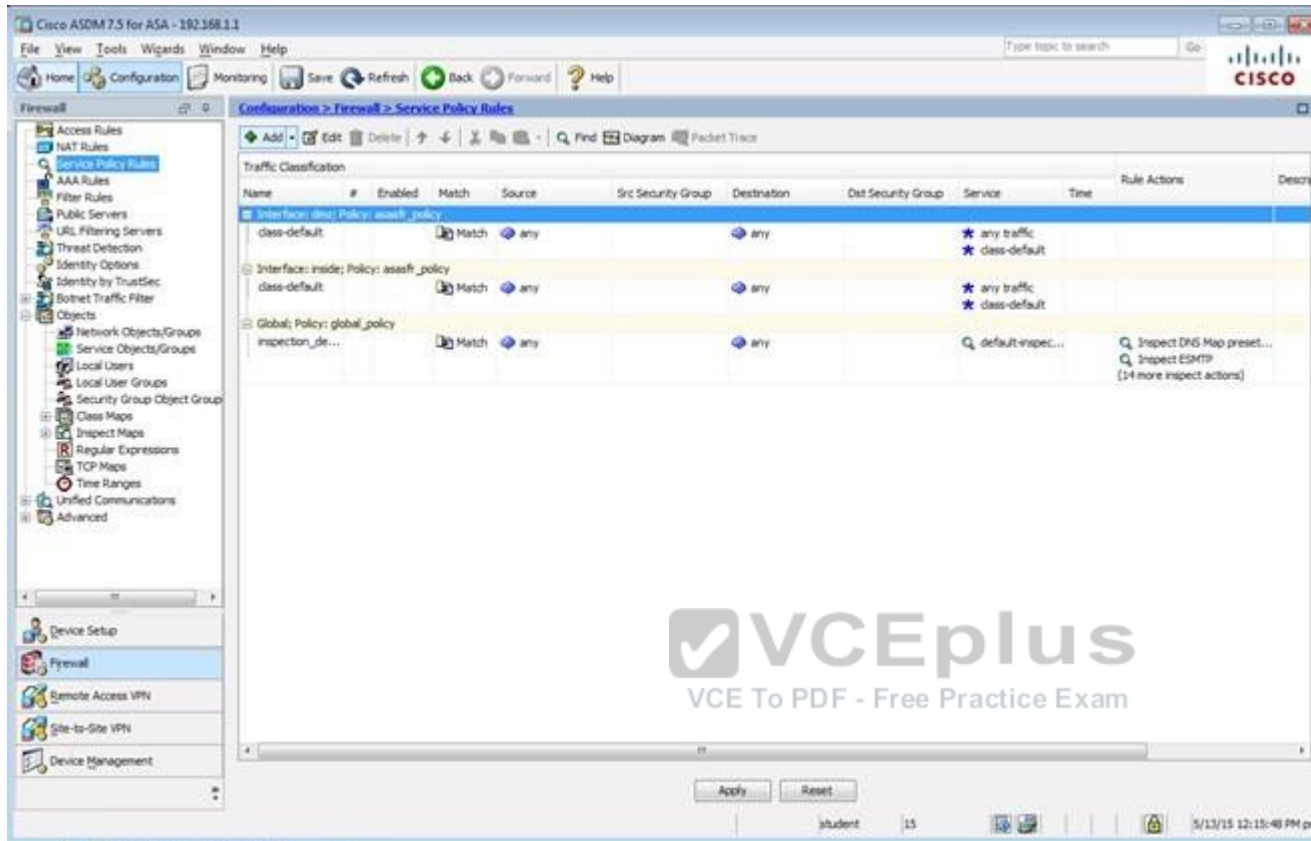 Cisco ASDM 7.5 for ASA - 192.168.1.1
File View Tools Wizards Window Help
Type topic to search Go
Home Configuration Monitoring Save Refresh Back Forward Help
CISCO
Firewall
Configuration > Firewall > Service Policy Rules
Access Rules
NAT Rules
Service Policy Rules
AAA Rules
Filter Rules
Public Servers
URL Filtering Servers
Threat Detection
Identity Options
Identity by TrustSec
Botnet Traffic Filter
Objects
Network Objects/Groups
Service Objects/Groups
Local Users
Local User Groups
Security Group Object Group
Class Maps
Inspect Maps
Regular Expressions
TCP Maps
Time Ranges
Unified Communications
Advanced
Device Setup
Firewall
Remote Access VPN
Site-to-Site VPN
Device Management
Add Edit Delete Find Diagram Packet Trace
Traffic Classification
Name # Enabled Match Source Src Security Group Destination Dst Security Group Service Time Rule Actions Descri
Interface: dmz; Policy: asasfr_policy
class-default Match any any any traffic
class-default
Interface: inside; Policy: asasfr_policy
class-default Match any any any traffic
class-default
Global; Policy: global_policy
inspection_de... Match any any default-inspec... Inspect DNS Map preset...
Inspect ESMTP
(14 more inspect actions)
VCEplus
VCE To PDF - Free Practice Exam
Apply Reset
student 15 5/13/15 12:15:48 PM